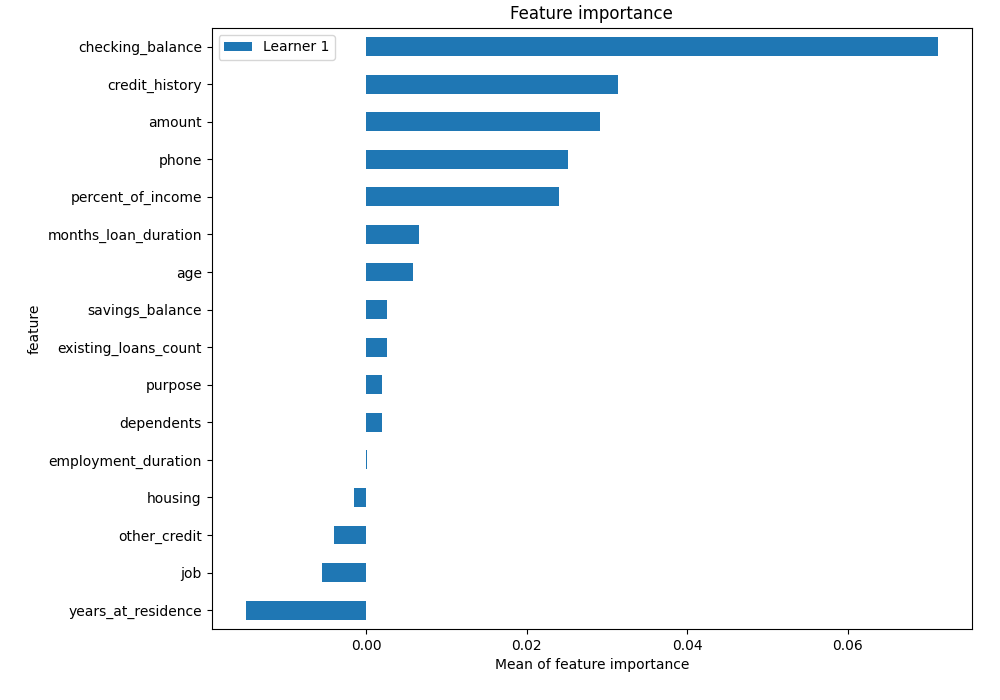 Feature importance
Learner 1
checking_balance
credit_history
amount
phone
percent_of_income
months_loan_duration
age
savings_balance
existing_loans_count
purpose
dependents
employment_duration
housing
other_credit
job
years_at_residence
feature
0.00 0.02 0.04 0.06
Mean of feature importance